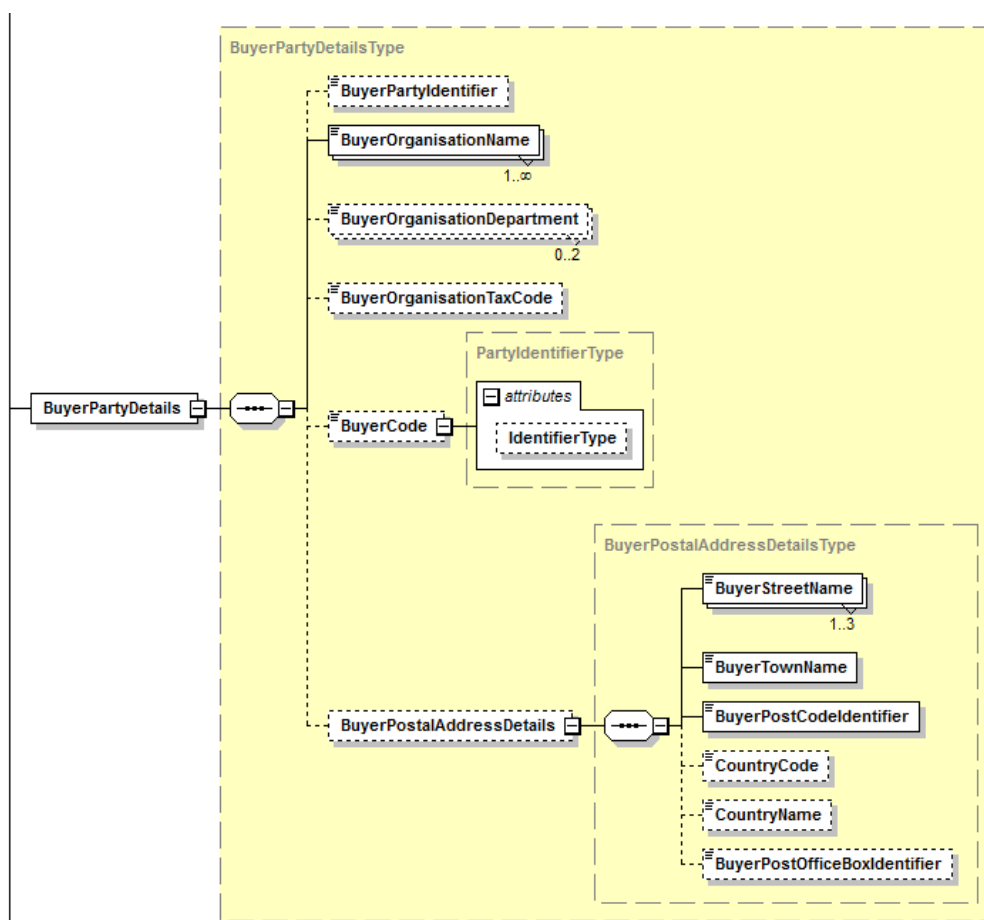 BuyerPartyDetailsType
BuyerPartyIdentifier
BuyerOrganisationName
1..∞
BuyerOrganisationDepartment
0..2
BuyerOrganisationTaxCode
PartyIdentifierType
attributes
BuyerPartyDetails
BuyerCode
IdentifierType
BuyerPostalAddressDetailsType
BuyerStreetName
1..3
BuyerTownName
BuyerPostCodeIdentifier
BuyerPostalAddressDetails
CountryCode
CountryName
BuyerPostOfficeBoxIdentifier